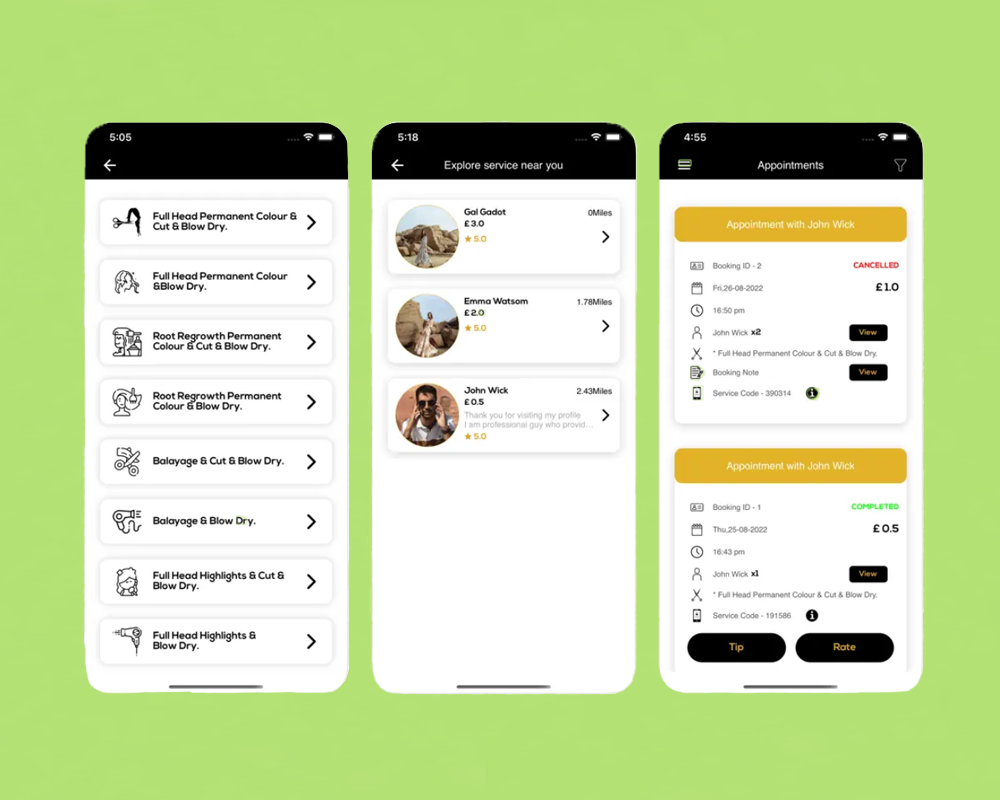 5:05
Full Head Permanent Colour &
Cut & Blow Dry.
Full Head Permanent Colour
&Blow Dry.
Root Regrowth Permanent
Colour & Cut & Blow Dry.
Root Regrowth Permanent
Colour & Blow Dry.
Balayage & Cut & Blow Dry.
Balayage & Blow Dry.
Full Head Highlights & Cut &
Blow Dry.
Full Head Highlights &
Blow Dry.
5:18
Explore service near you
Gal Gadot 0Miles
£ 3.0
5.0
Emma Watsom 1.78Miles
£ 2.0
5.0
John Wick 2.43Miles
£ 0.5
Thank you for visiting my profile
I am professional guy who provid...
5.0
4:55
Appointments
Appointment with John Wick
Booking ID - 2 CANCELLED
Fri,26-08-2022 £ 1.0
16:50 pm
John Wick x2 View
* Full Head Permanent Colour & Cut & Blow Dry.
Booking Note View
Service Code - 390314
Appointment with John Wick
Booking ID - 1 COMPLETED
Thu,25-08-2022 £ 0.5
16:43 pm
John Wick x1 View
* Full Head Permanent Colour & Cut & Blow Dry.
Service Code - 191586
Tip Rate